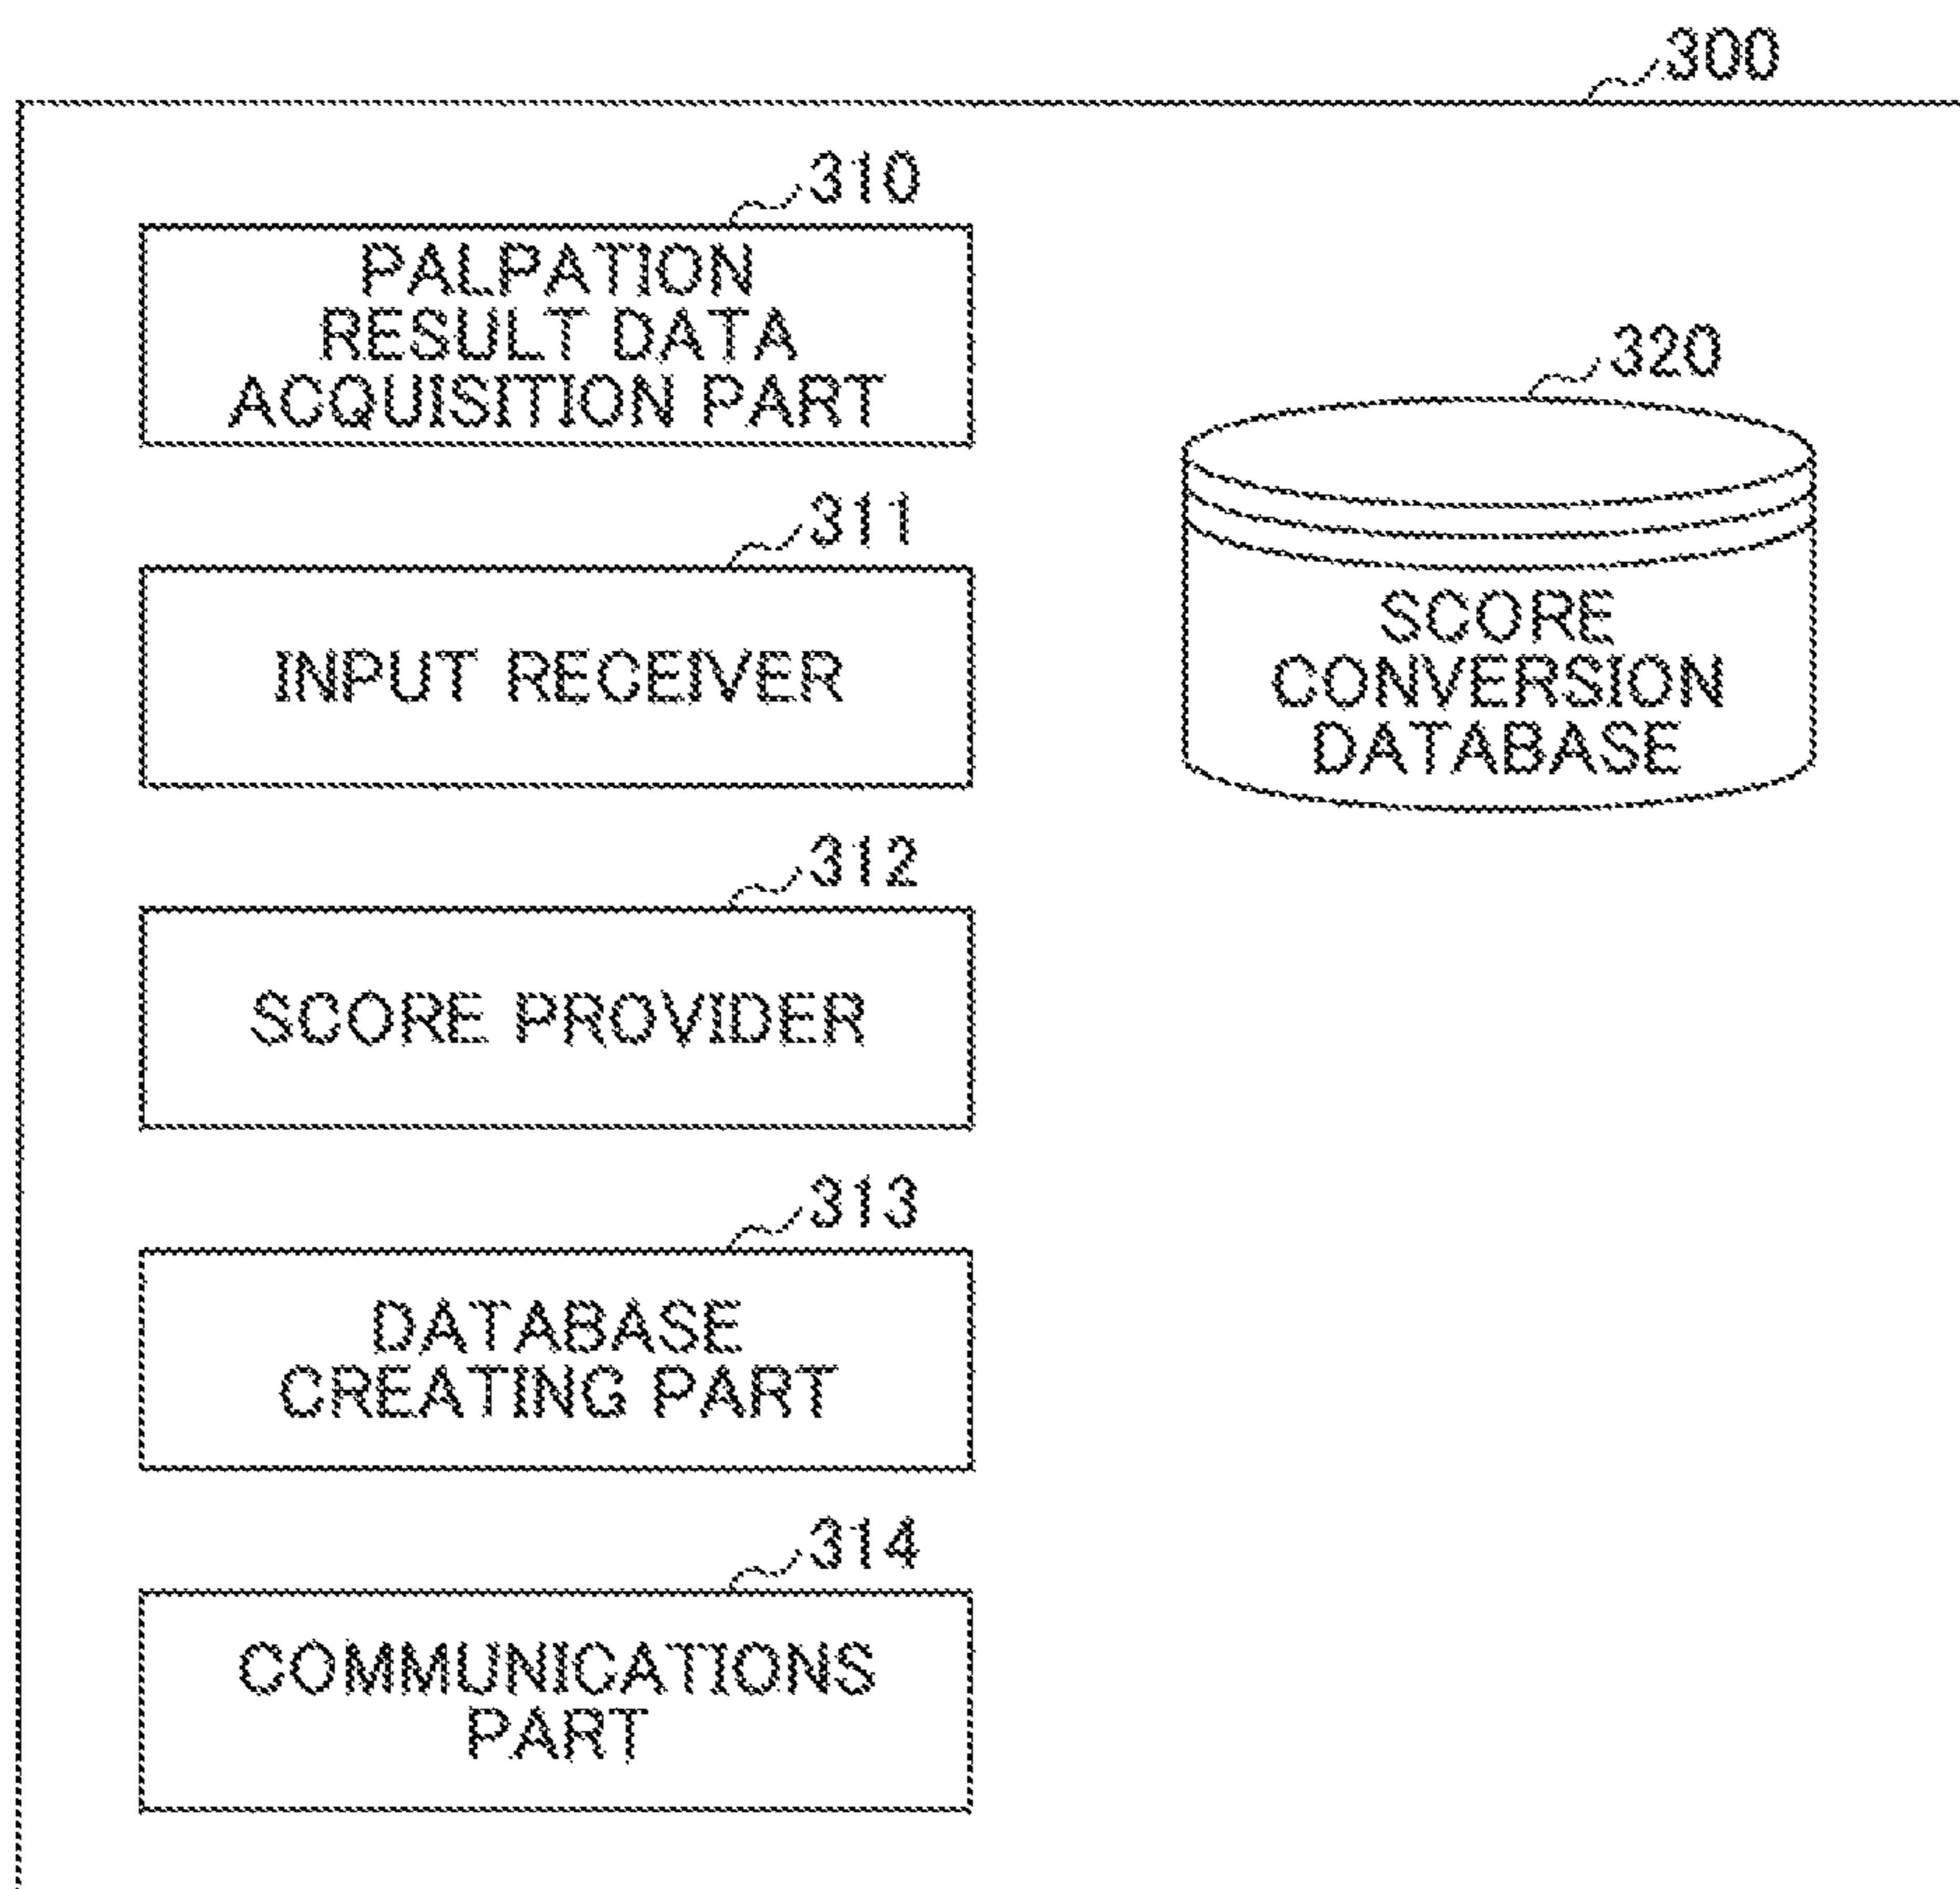 300
310
PALPATION
RESULT DATA
ACQUISITION PART
311
INPUT RECEIVER
312
SCORE PROVIDER
313
DATABASE
CREATING PART
314
COMMUNICATIONS
PART
320
SCORE
CONVERSION
DATABASE